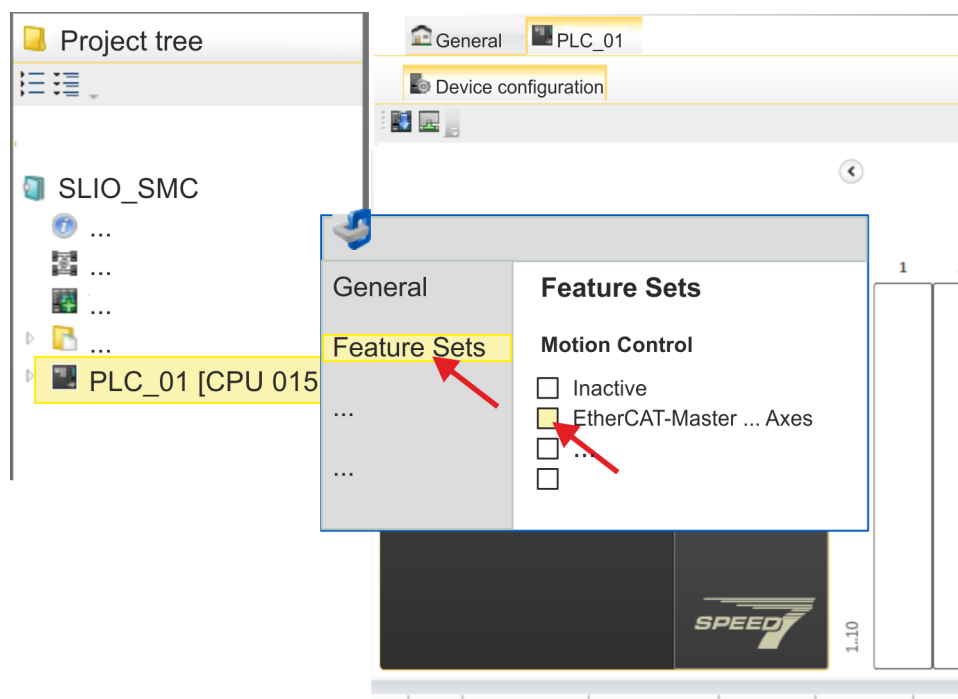 Project tree
SLIO_SMC
...
...
...
...
PLC_01 [CPU 015
General
PLC_01
Device configuration
General
Feature Sets
...
...
Feature Sets
Motion Control
Inactive
EtherCAT-Master ... Axes
...
1
1..10
SPEED7